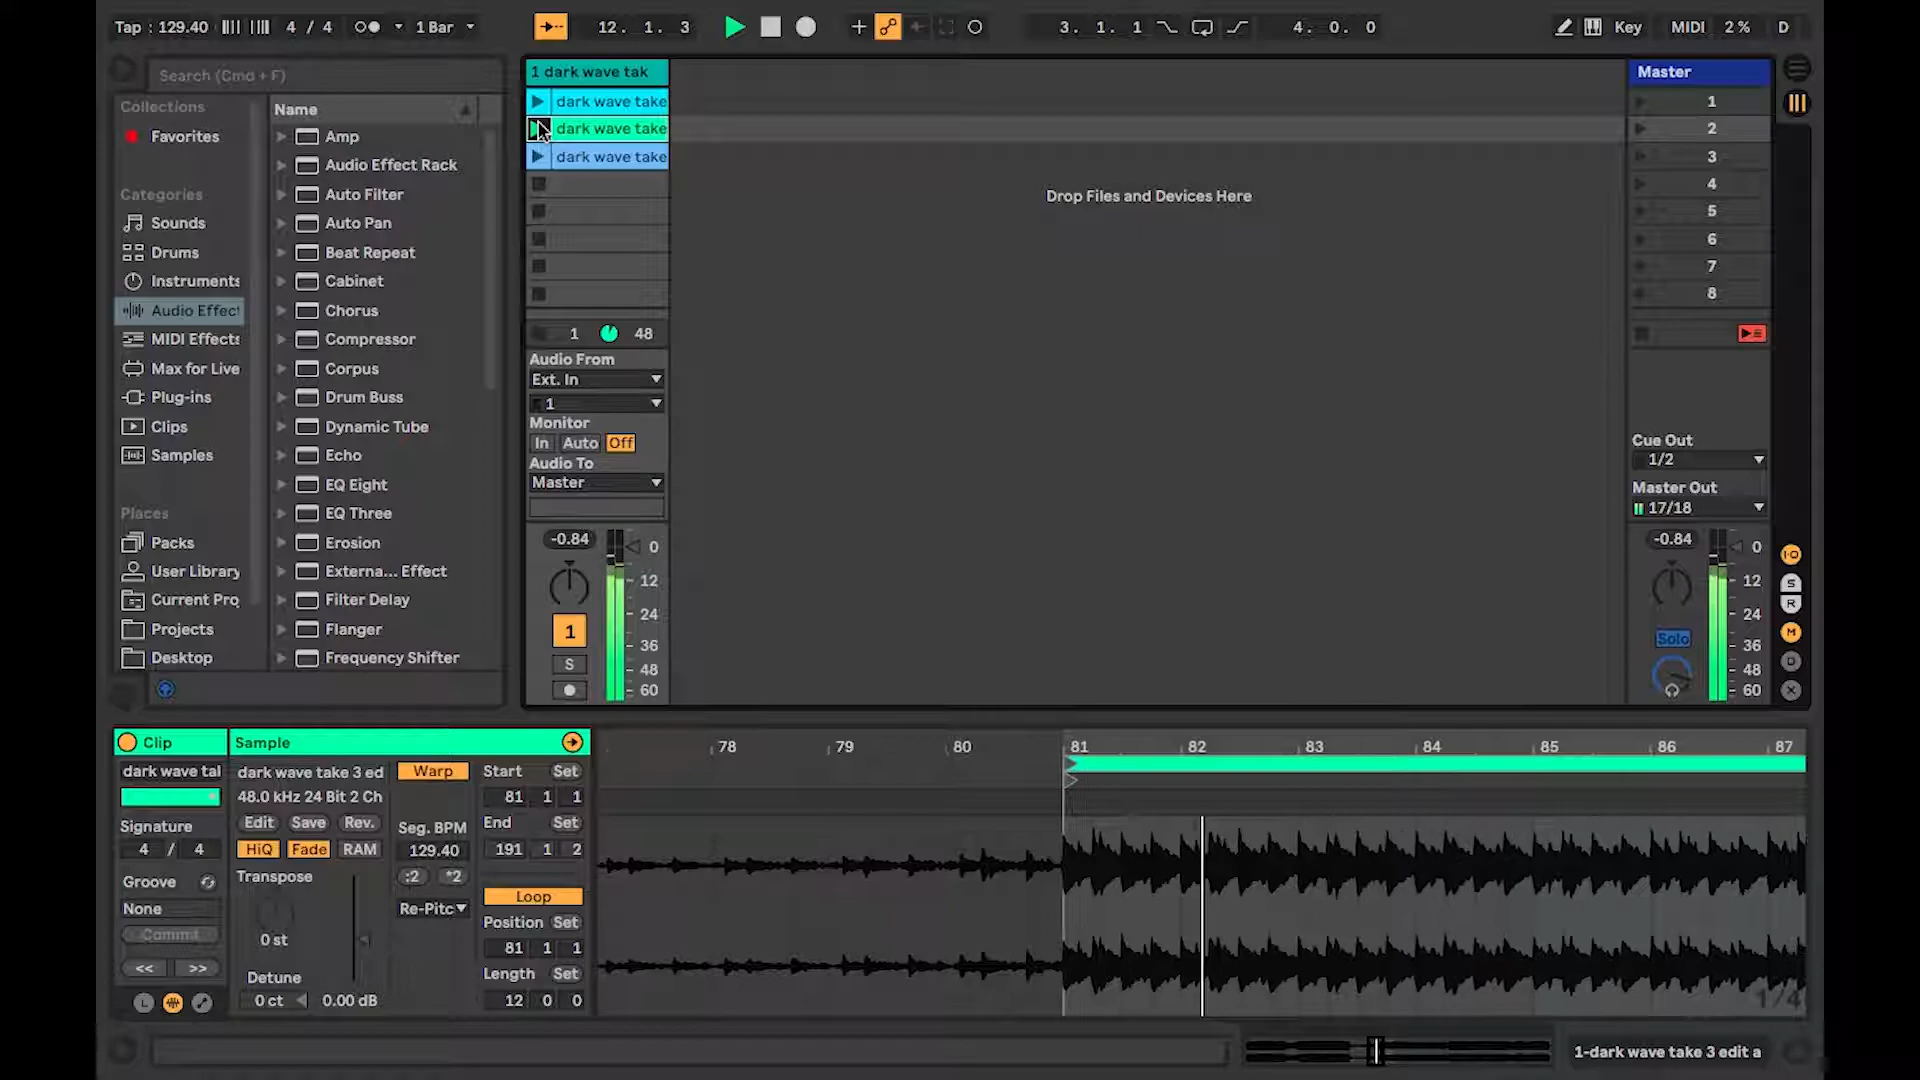 Tap : 129.40 4 / 4 1 Bar 12. 1. 3 3. 1. 1 4. 0. 0 Key MIDI 2 % D
Search (Cmd + F)
Collections
Favorites
Categories
Sounds
Drums
Instruments
Audio Effect
MIDI Effects
Max for Live
Plug-ins
Clips
Samples
Places
Packs
User Library
Current Pro
Projects
Desktop
Name
Amp
Audio Effect Rack
Auto Filter
Auto Pan
Beat Repeat
Cabinet
Chorus
Compressor
Corpus
Drum Buss
Dynamic Tube
Echo
EQ Eight
EQ Three
Erosion
Externa... Effect
Filter Delay
Flanger
Frequency Shifter
1 dark wave tak
dark wave take
dark wave take
dark wave take
1 48
Audio From
Ext. In
1
Monitor
In Auto Off
Audio To
Master
-0.84
0
12
24
36
48
60
1
S
Drop Files and Devices Here
Master
1
2
3
4
5
6
7
8
Cue Out
1/2
Master Out
17/18
-0.84
0
12
24
36
48
60
Solo
I·O
S
R
M
D
X
Clip
dark wave tal
Signature
4 / 4
Groove
None
Commit
<< >>
L
Sample
dark wave take 3 ed
48.0 kHz 24 Bit 2 Ch
Edit Save Rev.
HiQ Fade RAM
Transpose
0 st
Detune
0 ct 0.00 dB
Warp
Seg. BPM
129.40
:2 *2
Re-Pitc
Start Set
81 1 1
End Set
191 1 2
Loop
Position Set
81 1 1
Length Set
12 0 0
78 79 80 81 82 83 84 85 86 87
1/4
1-dark wave take 3 edit a